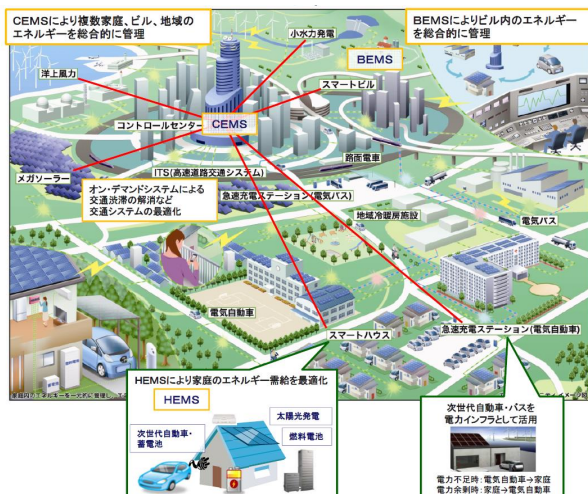 CEMSにより複数家庭、ビル、地域の
エネルギーを総合的に管理
BEMSによりビル内のエネルギー
を総合的に管理
小水力発電
BEMS
洋上風力
スマートビル
コントロールセンター
CEMS
路面電車
メガソーラー
ITS(高速道路交通システム)
オン・デマンドシステムによる
交通渋滞の解消など
交通システムの最適化
急速充電ステーション(電気バス)
地域冷暖房施設
電気バス
電気自動車
スマートハウス
急速充電ステーション(電気自動車)
HEMSにより家庭のエネルギー需給を最適化
HEMS
太陽光発電
次世代自動車・
蓄電池
燃料電池
次世代自動車・バスを
電力インフラとして活用
電力不足時:電気自動車→家庭
電力余剰時:家庭→電気自動車